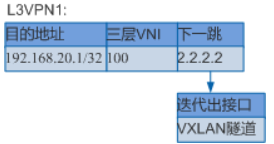 L3VPN1:
目的地址 三层VNI 下一跳
192.168.20.1/32 100 2.2.2.2
迭代出接口
VXLAN隧道